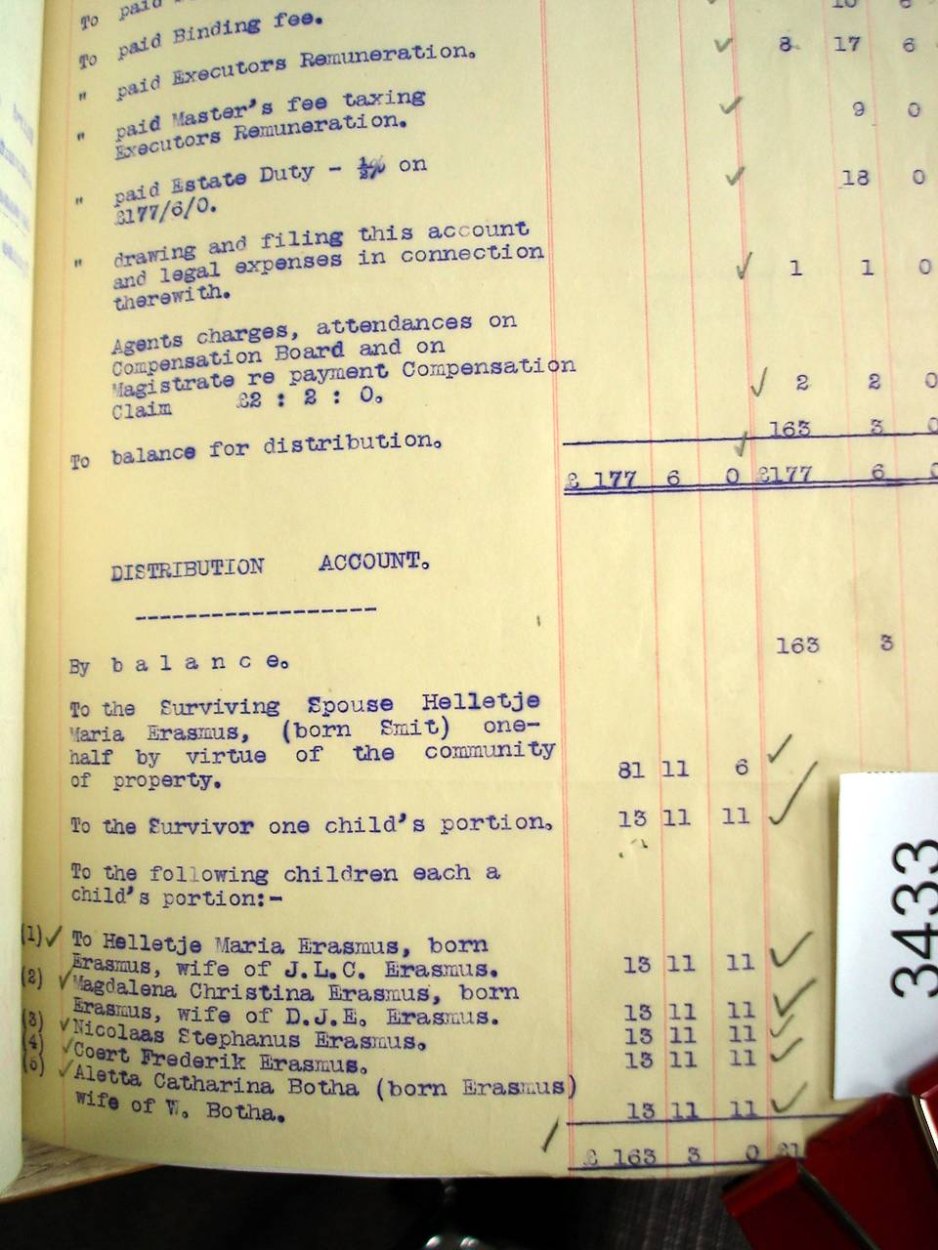 To paid
10 6
To paid Binding fee.
" paid Executors Remuneration. ✓ 8 17 6
" paid Master's fee taxing
Executors Remuneration. ✓ 9 0
" paid Estate Duty - ½% on
£177/6/0. ✓ 18 0
" drawing and filing this account
and legal expenses in connection
therewith. ✓ 1 1 0
Agents charges, attendances on
Compensation Board and on
Magistrate re payment Compensation
Claim £2 : 2 : 0. ✓ 2 2 0
To balance for distribution. ✓ 163 3 0
£ 177 6 0 £177 6 0
DISTRIBUTION ACCOUNT.
-------------------
By b a l a n c e. 163 3
To the Surviving Spouse Helletje
Maria Erasmus, (born Smit) one-
half by virtue of the community
of property. 81 11 6 ✓
To the Survivor one child's portion. 13 11 11 ✓
To the following children each a
child's portion:-
(1) ✓ To Helletje Maria Erasmus, born
Erasmus, wife of J.L.C. Erasmus. 13 11 11 ✓
(2) ✓ Magdalena Christina Erasmus, born
Erasmus, wife of D.J.E. Erasmus. 13 11 11 ✓
(3) ✓ Nicolaas Stephanus Erasmus. 13 11 11 ✓
(4) ✓ Coert Frederik Erasmus. 13 11 11 ✓
(5) ✓ Aletta Catharina Botha (born Erasmus)
wife of W. Botha. 13 11 11 ✓
£ 163 3 0 £1
3433